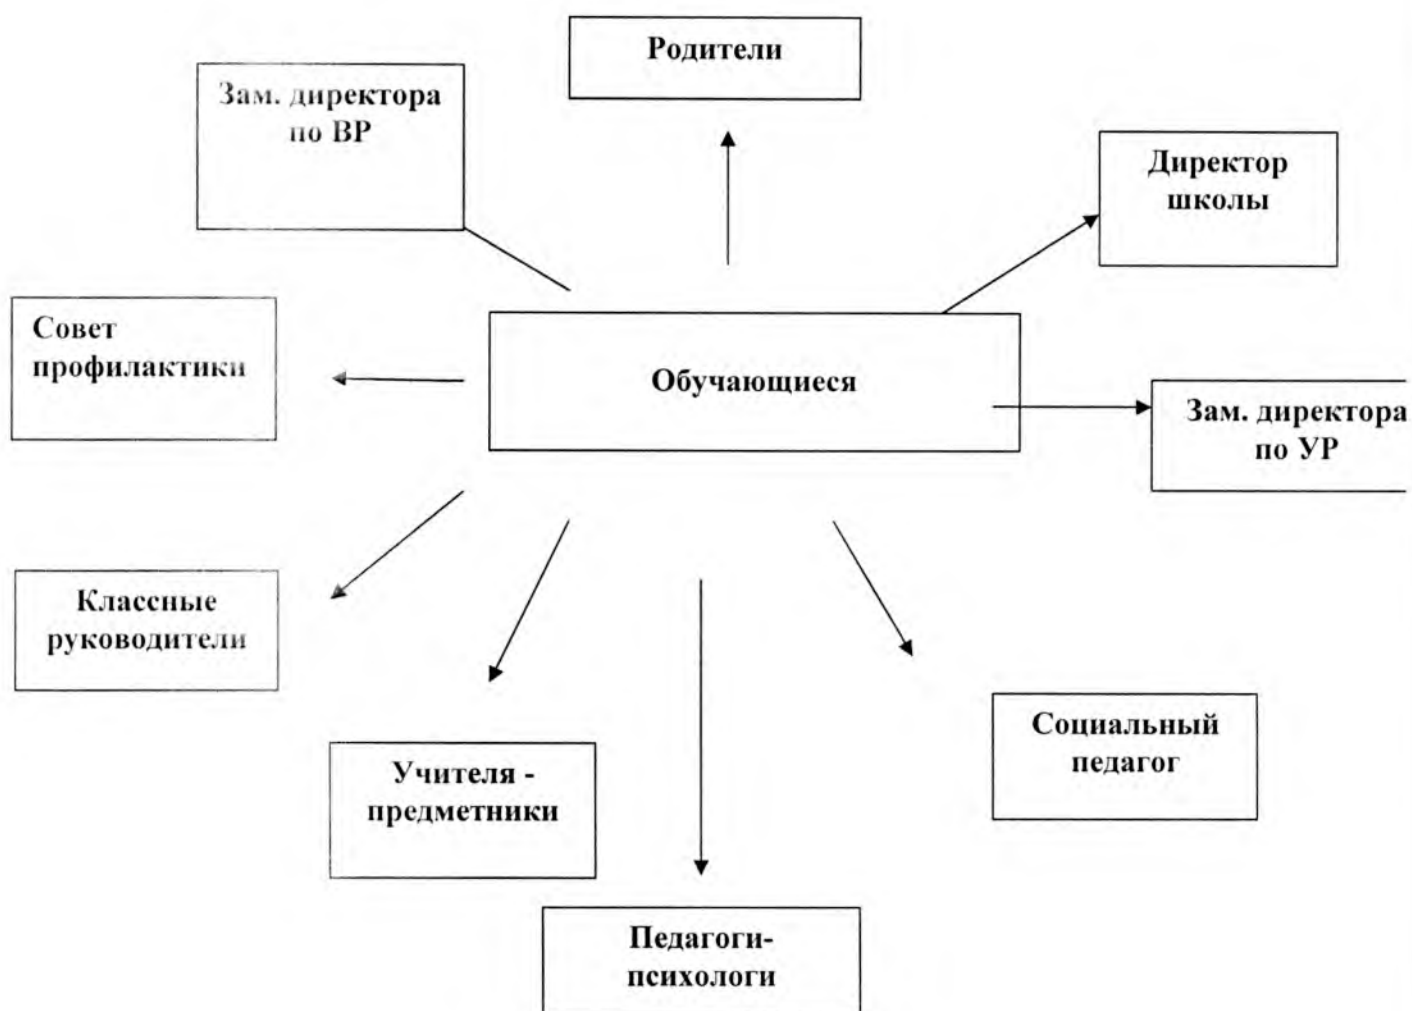 Родители
Зам. директора
по ВР
Директор
школы
Совет
профилактики
Обучающиеся
Зам. директора
по УР
Классные
руководители
Социальный
педагог
Учителя -
предметники
Педагоги-
психологи